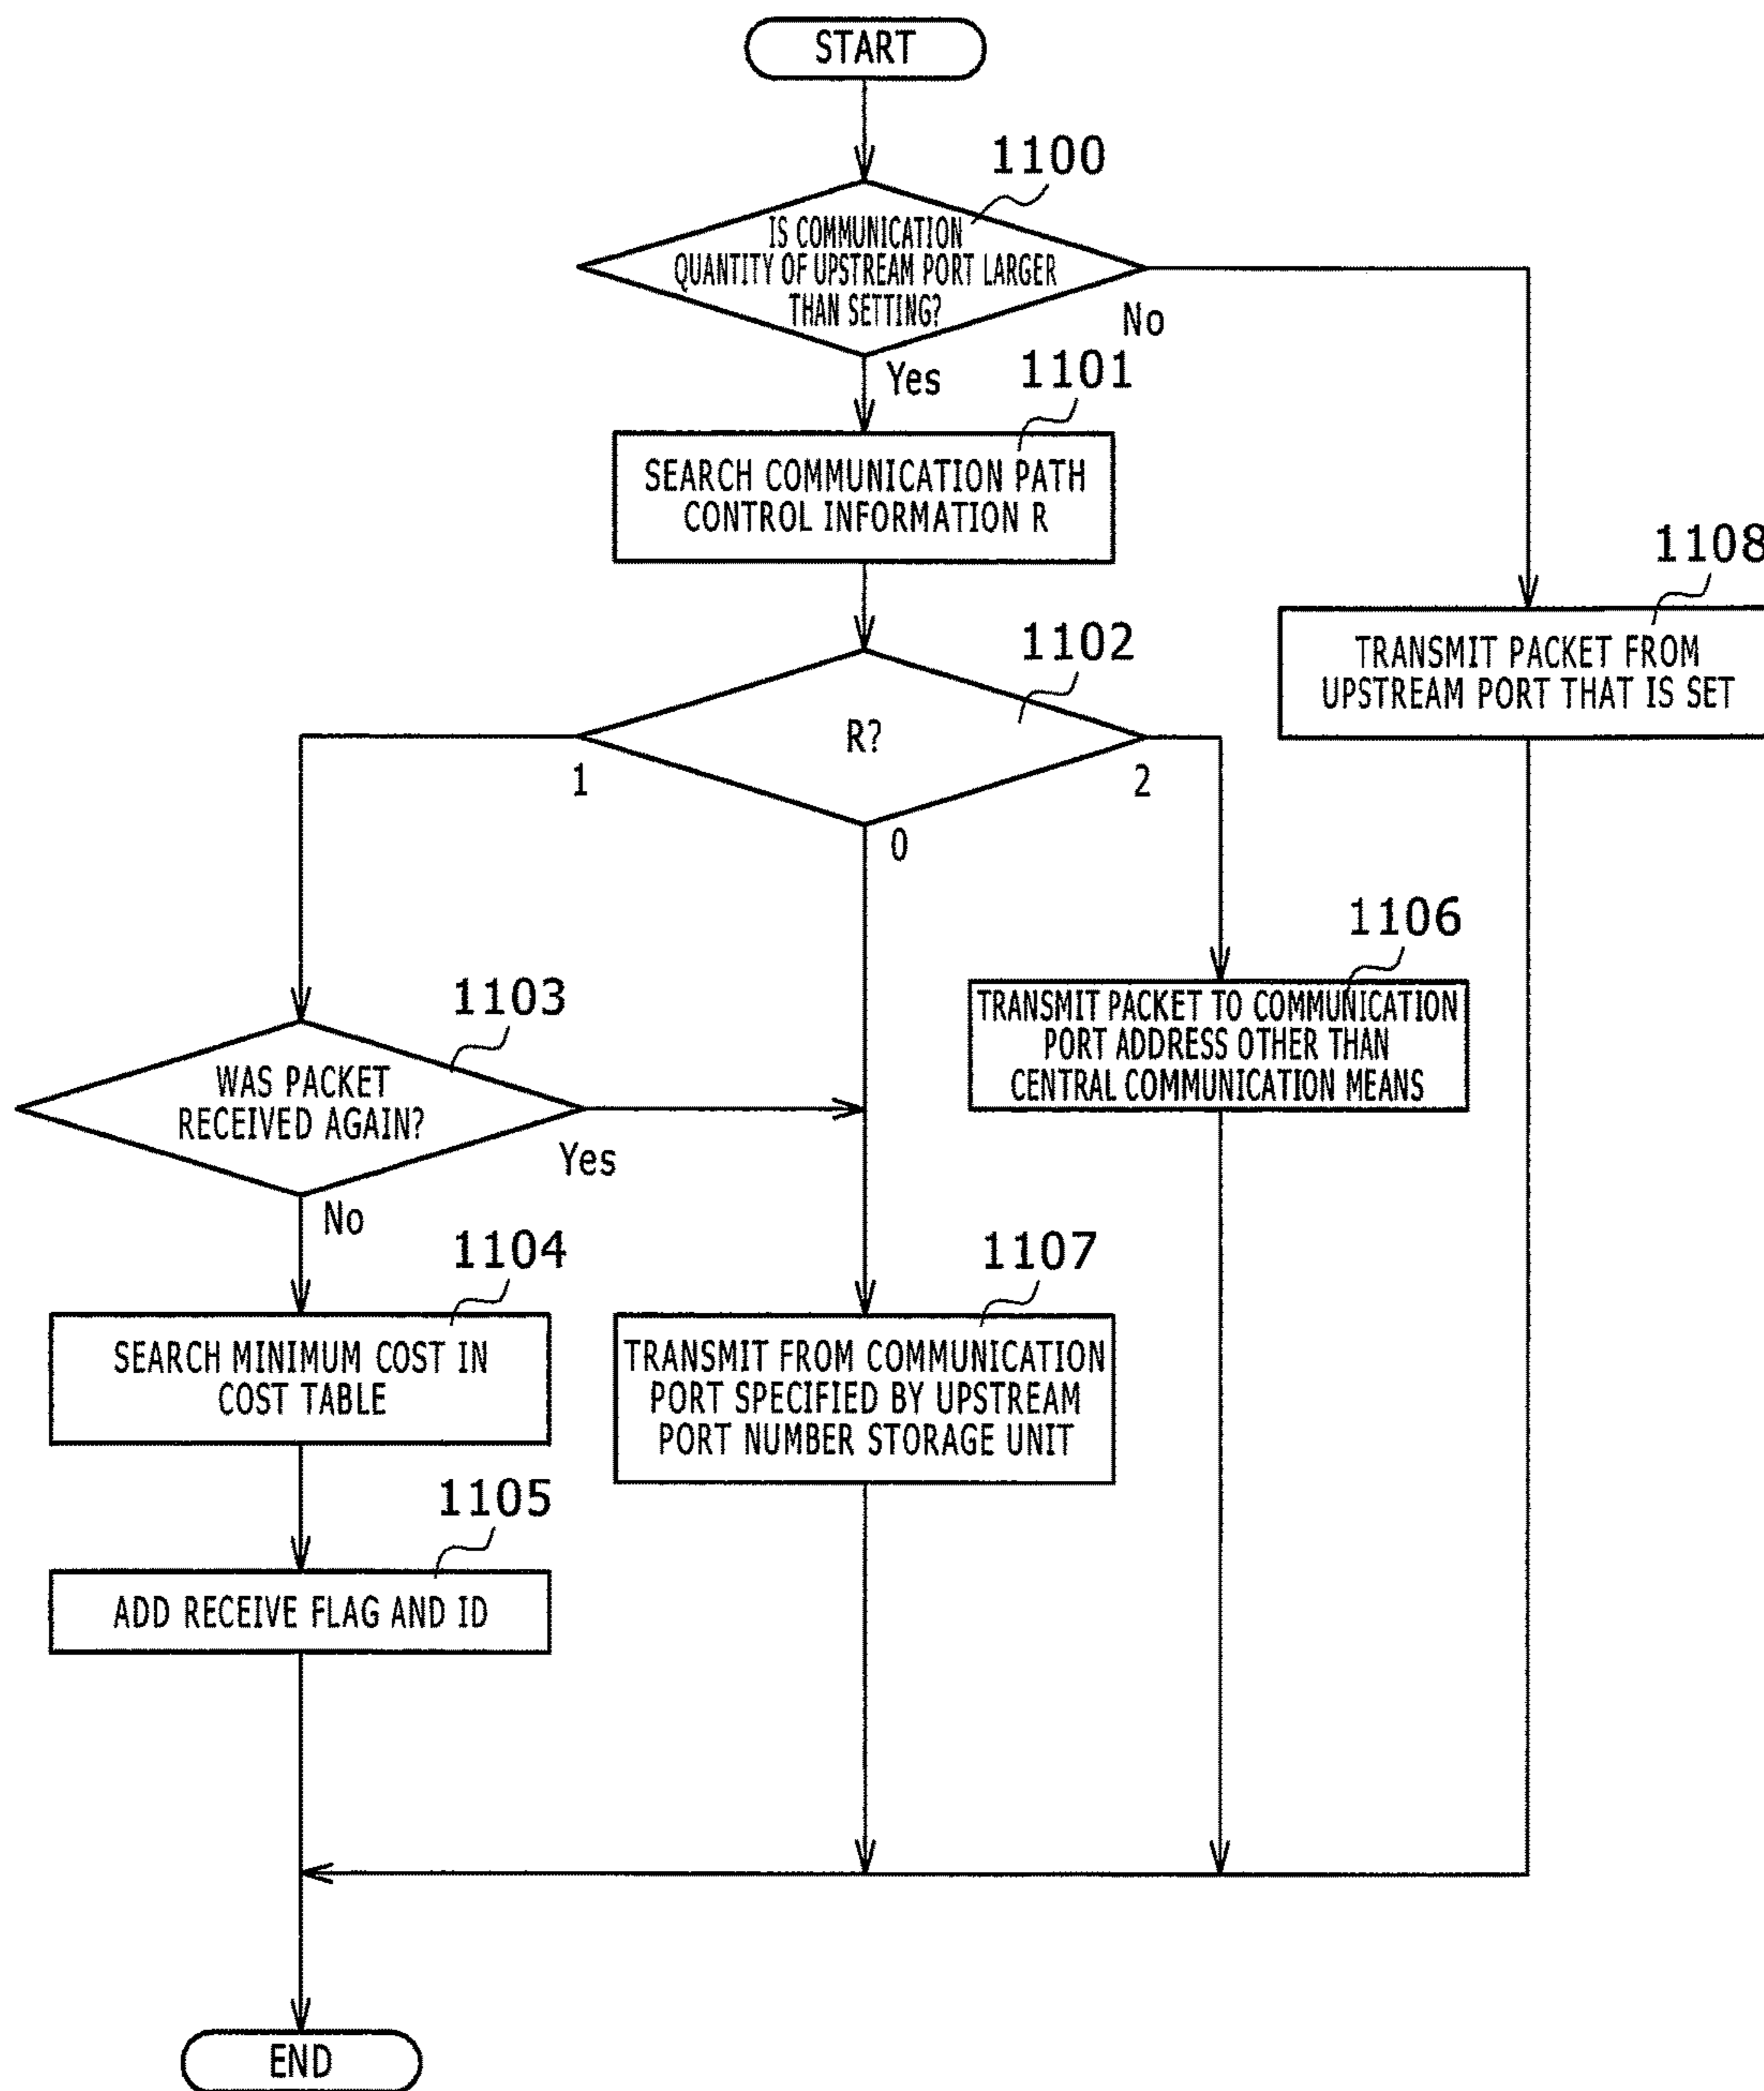 START
1100
IS COMMUNICATION
QUANTITY OF UPSTREAM PORT LARGER
THAN SETTING?
No
Yes
1101
SEARCH COMMUNICATION PATH
CONTROL INFORMATION R
1108
TRANSMIT PACKET FROM
UPSTREAM PORT THAT IS SET
1102
R?
1
2
0
1106
TRANSMIT PACKET TO COMMUNICATION
PORT ADDRESS OTHER THAN
CENTRAL COMMUNICATION MEANS
1103
WAS PACKET
RECEIVED AGAIN?
Yes
No
1104
SEARCH MINIMUM COST IN
COST TABLE
1107
TRANSMIT FROM COMMUNICATION
PORT SPECIFIED BY UPSTREAM
PORT NUMBER STORAGE UNIT
1105
ADD RECEIVE FLAG AND ID
END